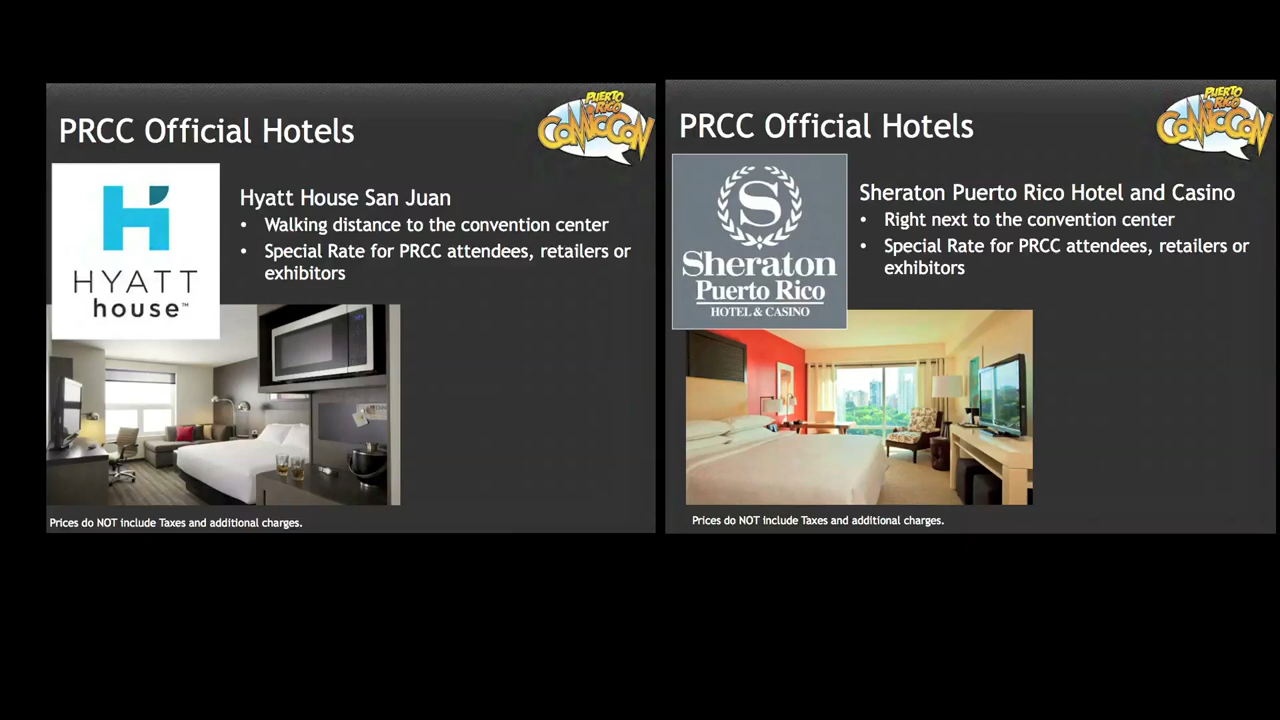 PRCC Official Hotels
PUERTO
RICO
COMICCON
HYATT
house™
Hyatt House San Juan
• Walking distance to the convention center
• Special Rate for PRCC attendees, retailers or
exhibitors
Prices do NOT include Taxes and additional charges.
PRCC Official Hotels
PUERTO
RICO
COMICCON
S
Sheraton
Puerto Rico
HOTEL & CASINO
Sheraton Puerto Rico Hotel and Casino
• Right next to the convention center
• Special Rate for PRCC attendees, retailers or
exhibitors
Prices do NOT include Taxes and additional charges.